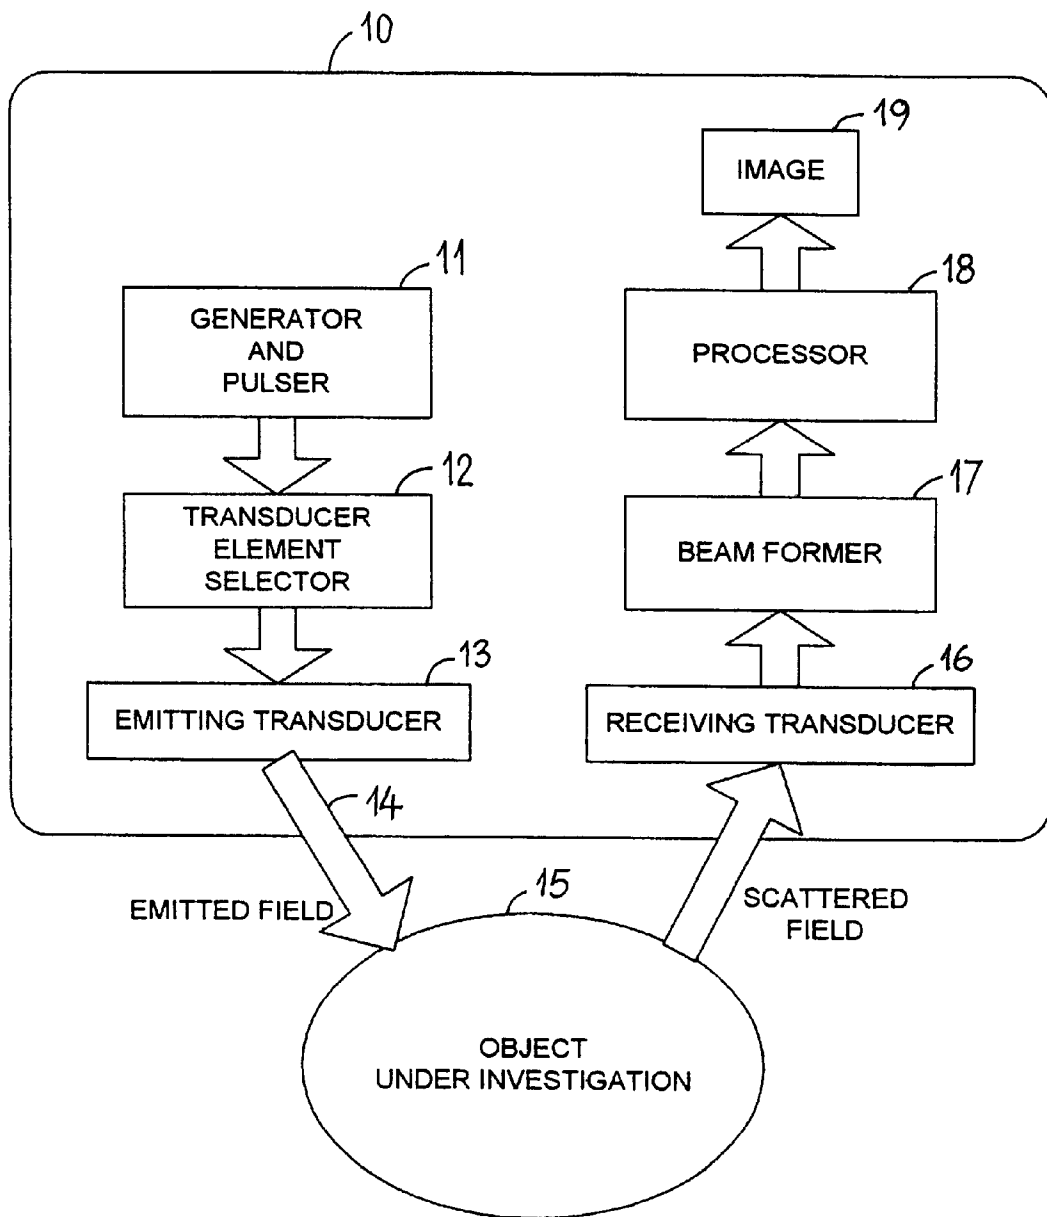 10
19
IMAGE
11
GENERATOR
AND
PULSER
18
PROCESSOR
12
TRANSDUCER
ELEMENT
SELECTOR
17
BEAM FORMER
13
EMITTING TRANSDUCER
16
RECEIVING TRANSDUCER
14
EMITTED FIELD
15
SCATTERED
FIELD
OBJECT
UNDER INVESTIGATION